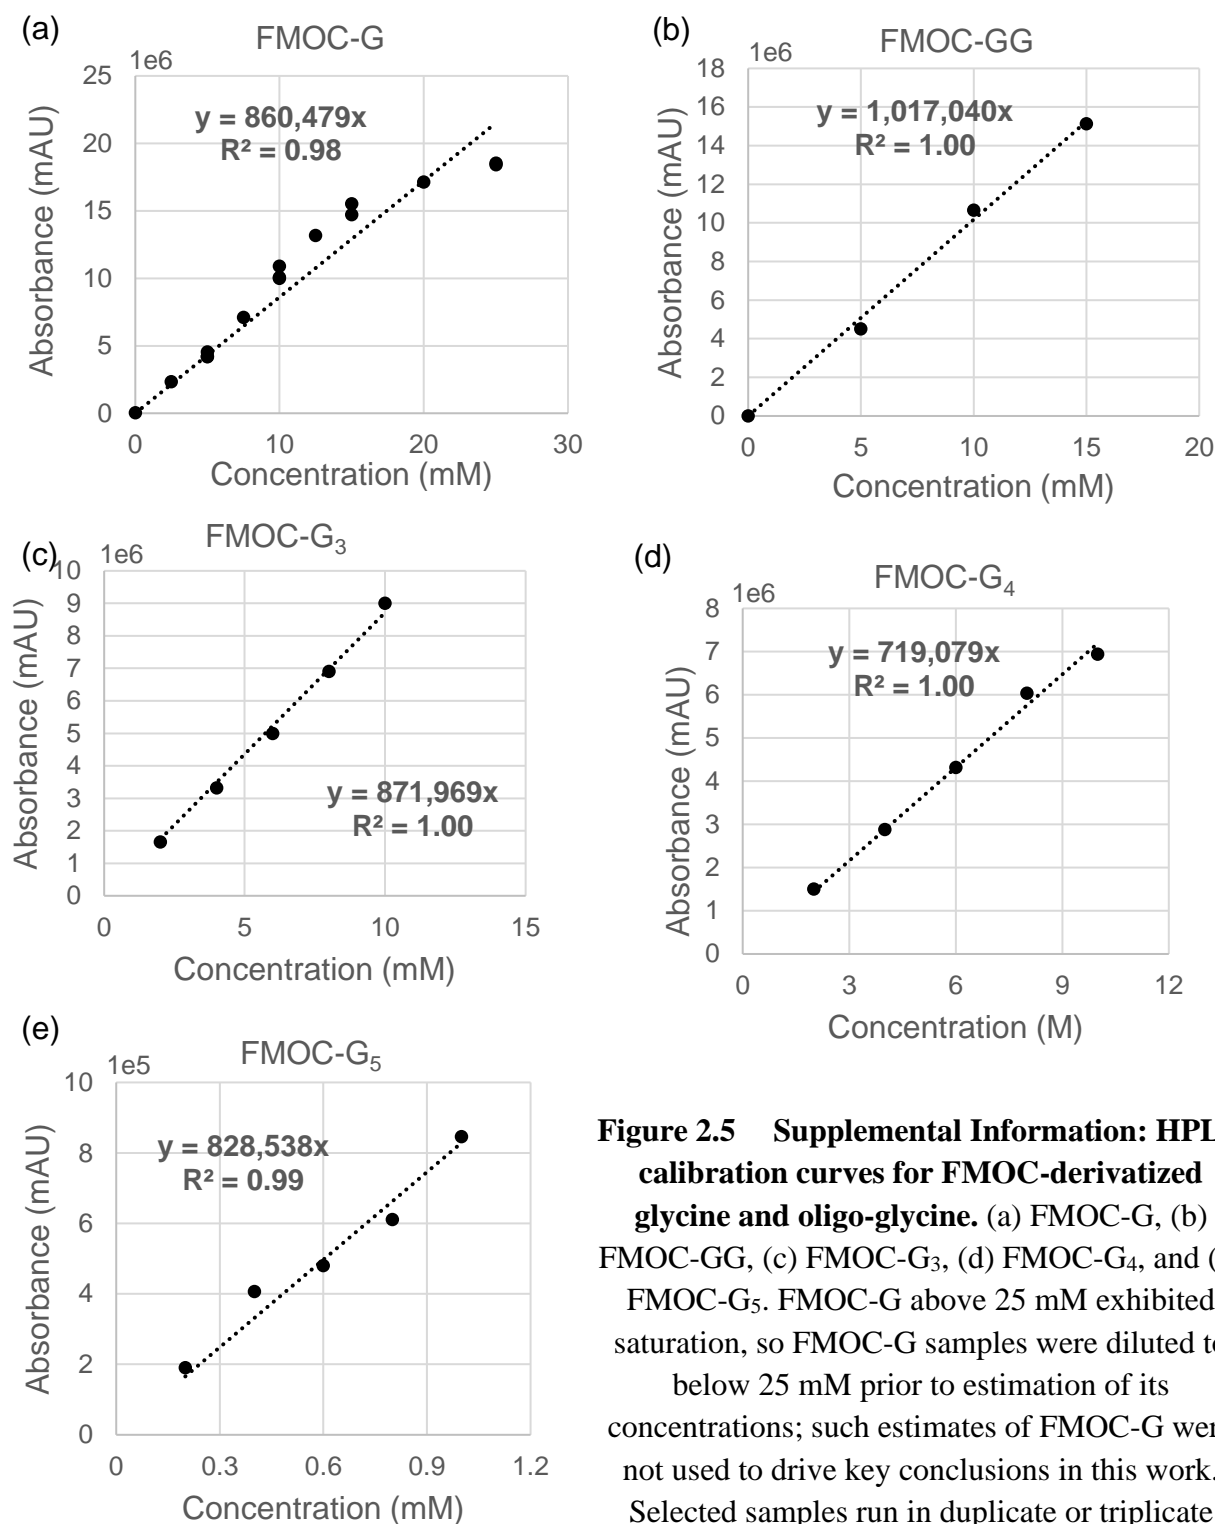 (a)
FMOC-G
1e6
25
20
15
10
5
0
y = 860,479x
R² = 0.98
Absorbance (mAU)
0 10 20 30
Concentration (mM)
(b)
FMOC-GG
1e6
18
16
14
12
10
8
6
4
2
0
y = 1,017,040x
R² = 1.00
Absorbance (mAU)
0 5 10 15 20
Concentration (mM)
(c)
FMOC-G₃
1e6
10
9
8
7
6
5
4
3
2
1
0
y = 871,969x
R² = 1.00
Absorbance (mAU)
0 5 10 15
Concentration (mM)
(d)
FMOC-G₄
1e6
8
7
6
5
4
3
2
1
0
y = 719,079x
R² = 1.00
Absorbance (mAU)
0 3 6 9 12
Concentration (M)
(e)
FMOC-G₅
1e5
10
8
6
4
2
0
y = 828,538x
R² = 0.99
Absorbance (mAU)
0 0.3 0.6 0.9 1.2
Concentration (mM)
Figure 2.5 Supplemental Information: HPL
calibration curves for FMOC-derivatized
glycine and oligo-glycine. (a) FMOC-G, (b)
FMOC-GG, (c) FMOC-G₃, (d) FMOC-G₄, and (
FMOC-G₅. FMOC-G above 25 mM exhibited
saturation, so FMOC-G samples were diluted to
below 25 mM prior to estimation of its
concentrations; such estimates of FMOC-G wer
not used to drive key conclusions in this work.
Selected samples run in duplicate or triplicate